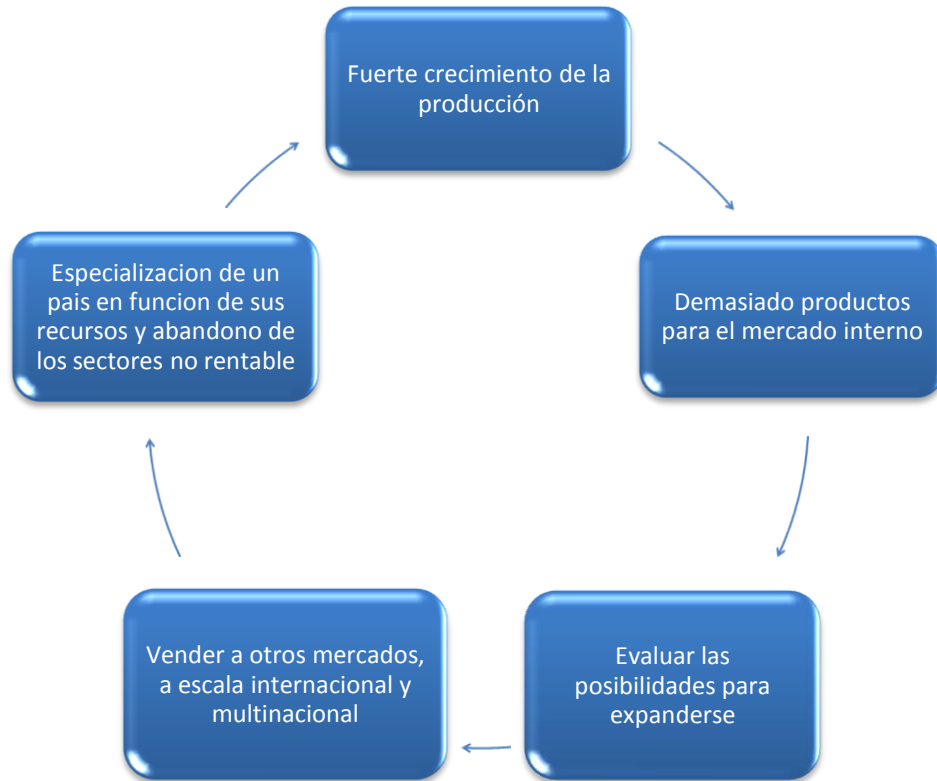 Fuerte crecimiento de la
producción
Demasiado productos
para el mercado interno
Evaluar las
posibilidades para
expanderse
Vender a otros mercados,
a escala internacional y
multinacional
Especializacion de un
pais en funcion de sus
recursos y abandono de
los sectores no rentable